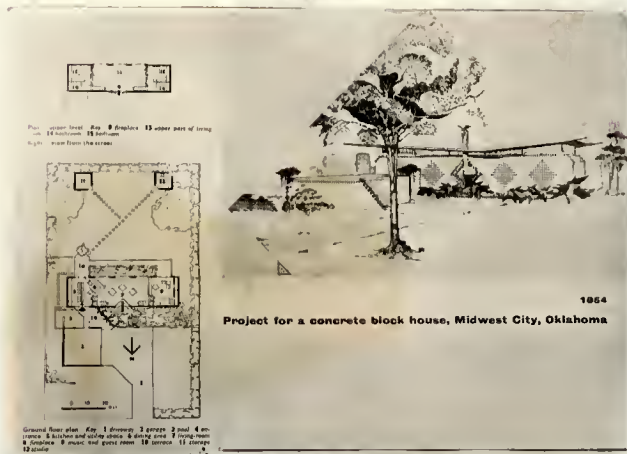 Plan upper level Key 9 fireplace 13 upper part of living
room 14 bathroom 15 bedroom
Right view from the street
1954
Project for a concrete block house, Midwest City, Oklahoma
Ground floor plan Key 1 driveway 2 garage 3 pool 4 en-
trance 5 kitchen and utility space 6 dining area 7 living-room
8 fireplace 9 music and guest room 10 terrace 11 storage
12 studio